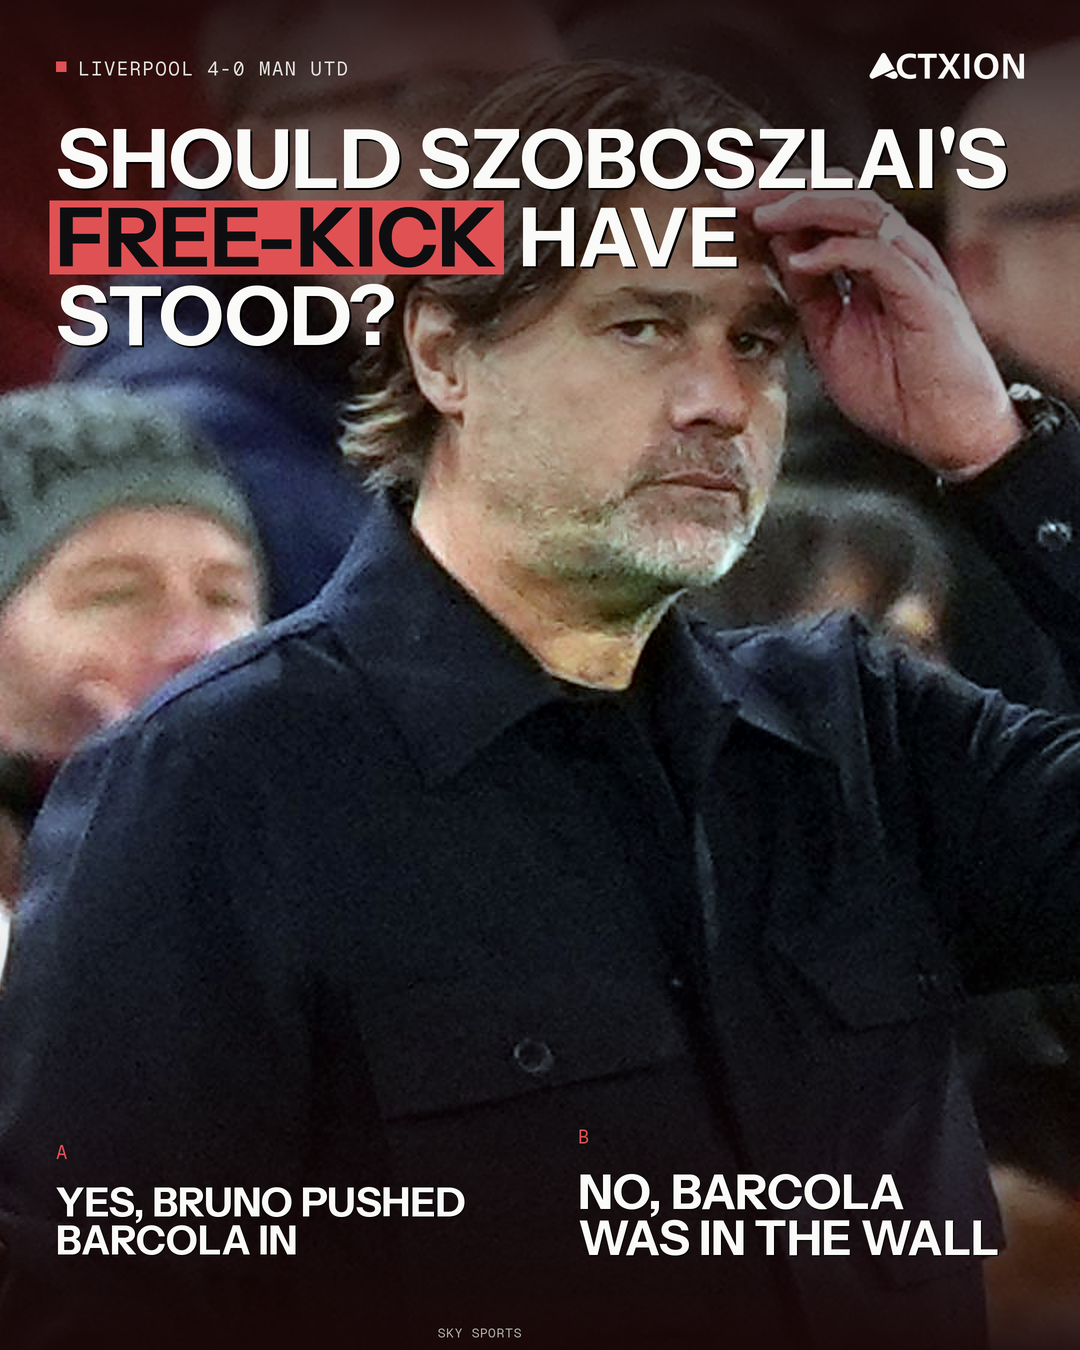 LIVERPOOL 4-0 MAN UTD
ACTXION
SHOULD SZOBOSZLAI'S
FREE-KICK HAVE
STOOD?
A
YES, BRUNO PUSHED
BARCOLA IN
B
NO, BARCOLA
WAS IN THE WALL
SKY SPORTS